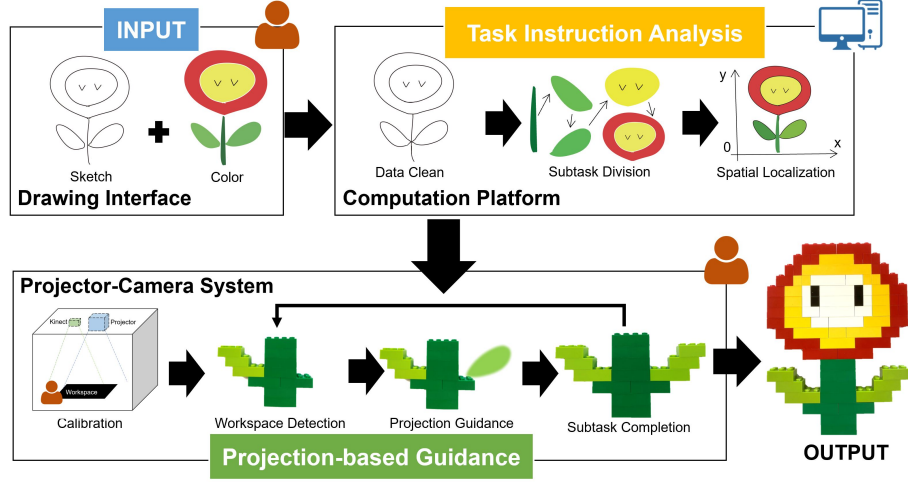 INPUT
Task Instruction Analysis
Sketch
Color
Drawing Interface
Data Clean
Subtask Division
y
0
x
Spatial Localization
Computation Platform
Projector-Camera System
Kinect
Projector
Workspace
Calibration
Workspace Detection
Projection Guidance
Subtask Completion
Projection-based Guidance
OUTPUT